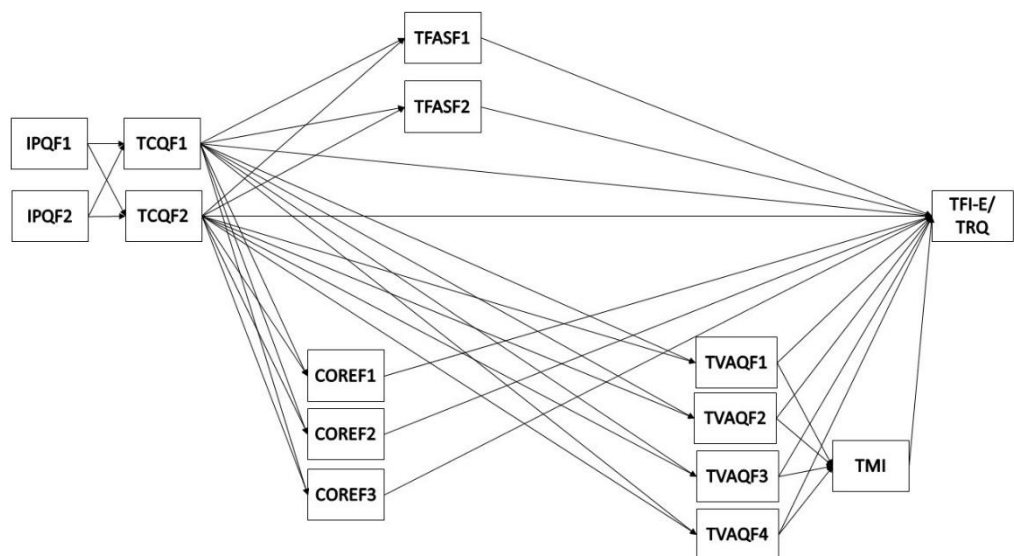 TFASF1
TFASF2
IPQF1
TCQF1
IPQF2
TCQF2
TFI-E/
TRQ
COREF1
COREF2
COREF3
TVAQF1
TVAQF2
TVAQF3
TVAQF4
TMI